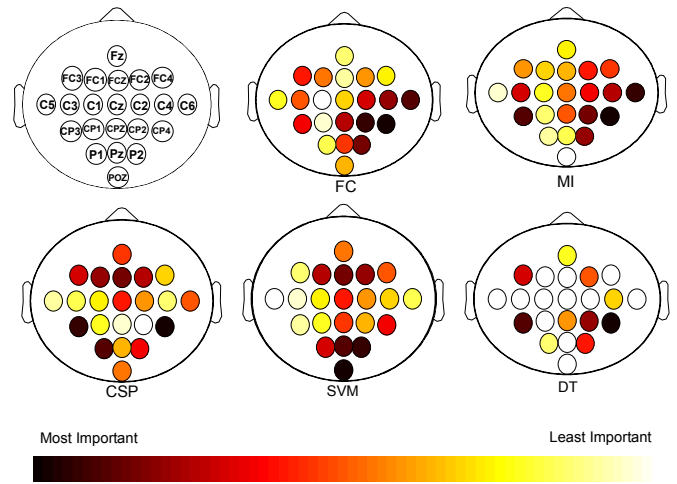 Fz
FC3 FC1 FCZ FC2 FC4
C5 C3 C1 Cz C2 C4 C6
CP3 CP1 CPZ CP2 CP4
P1 Pz P2
POZ
FC
MI
CSP
SVM
DT
Most Important
Least Important